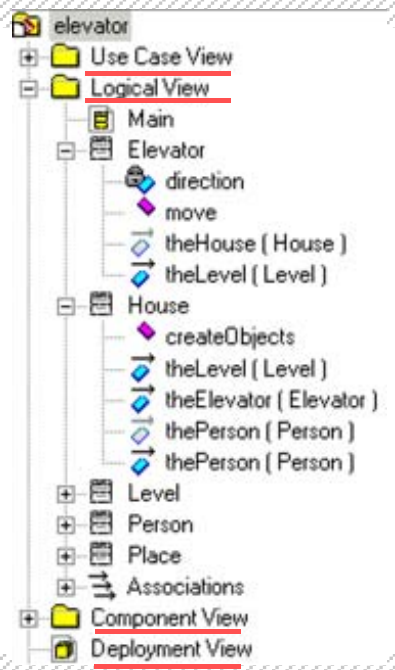 elevator
Use Case View
Logical View
Main
Elevator
direction
move
theHouse ( House )
theLevel ( Level )
House
createObjects
theLevel ( Level )
theElevator ( Elevator )
thePerson ( Person )
thePerson ( Person )
Level
Person
Place
Associations
Component View
Deployment View